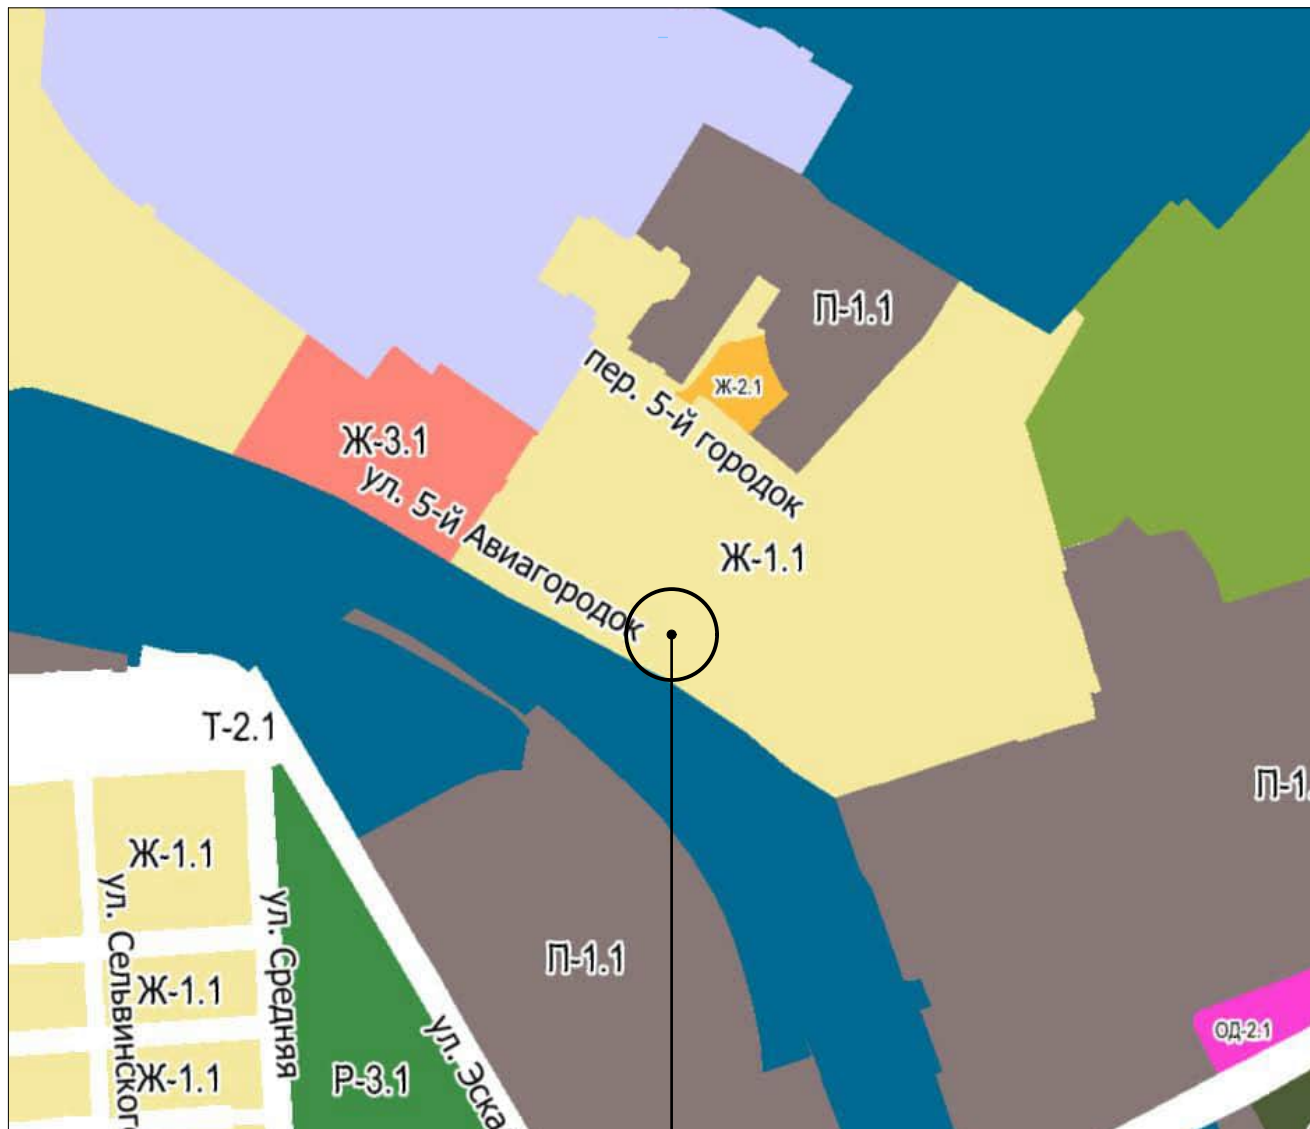 П-1.1
пер. 5-й городок
Ж-2.1
Ж-3.1
ул. 5-й Авиагородок
Ж-1.1
Т-2.1
П-1.
Ж-1.1
ул. Сельвинского
ул. Средняя
П-1.1
Ж-1.1
ОД-2.1
Ж-1.1
Р-3.1
ул. Эска